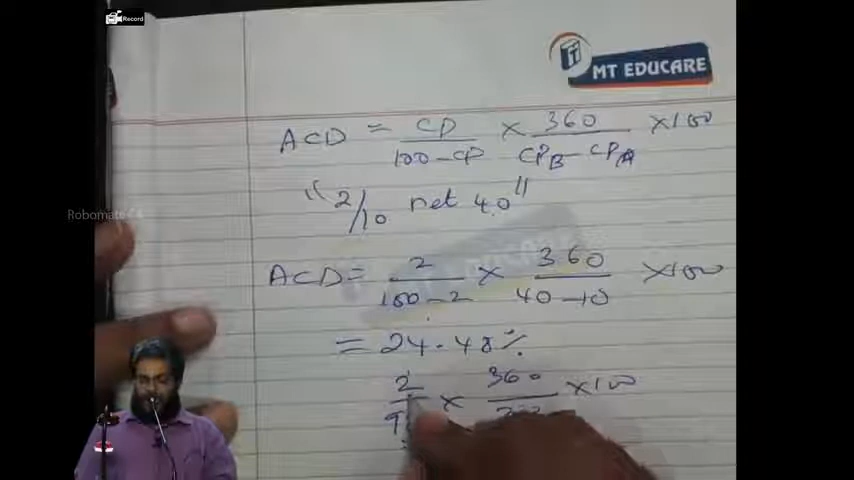 Record
MT EDUCARE
ACD = CD / 100 - CD × 360 / CPB - CPA × 100
"2/10 net 40"
Robomate
ACD = 2 / 100 - 2 × 360 / 40 - 10 × 100
= 24.48%
2 / 9 × 360 × 100